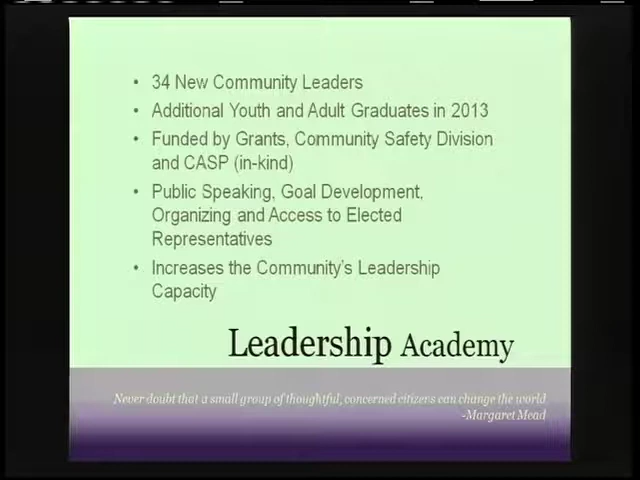 • 34 New Community Leaders
• Additional Youth and Adult Graduates in 2013
• Funded by Grants, Community Safety Division
and CASP (in-kind)
• Public Speaking, Goal Development,
Organizing and Access to Elected
Representatives
• Increases the Community's Leadership
Capacity
Leadership Academy
Never doubt that a small group of thoughtful, concerned citizens can change the world
-Margaret Mead